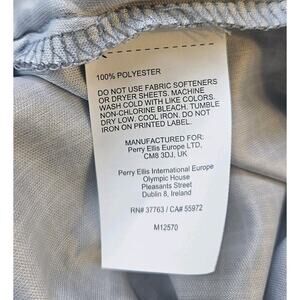 100% POLYESTER
DO NOT USE FABRIC SOFTENERS
OR DRYER SHEETS. MACHINE
WASH COLD WITH LIKE COLORS.
NON-CHLORINE BLEACH. TUMBLE
DRY LOW. COOL IRON. DO NOT
IRON ON PRINTED LABEL.
MANUFACTURED FOR:
Perry Ellis Europe LTD,
CM8 3DJ, UK
Perry Ellis International Europe
Olympic House
Pleasants Street
Dublin 8, Ireland
RN# 37763 / CA# 55972
M12570